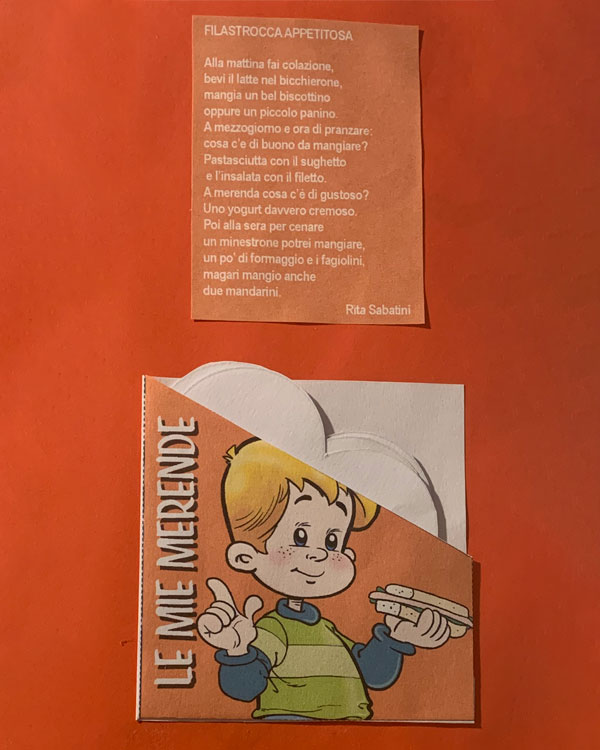 FILASTROCCA APPETITOSA
Alla mattina fai colazione,
bevi il latte nel bicchierone,
mangia un bel biscottino
oppure un piccolo panino.
A mezzogiorno e ora di pranzare;
cosa c'e di buono da mangiare?
Pastasciutta con il sughetto
e l'insalata con il filetto.
A merenda cosa c'é di gustoso?
Uno yogurt davvero cremoso.
Poi alla sera per cenare
un minestrone potrei mangiare,
un po' di formaggio e i fagiolini,
magari mangio anche
due mandarini.
Rita Sabatini
LE MIE MERENDE